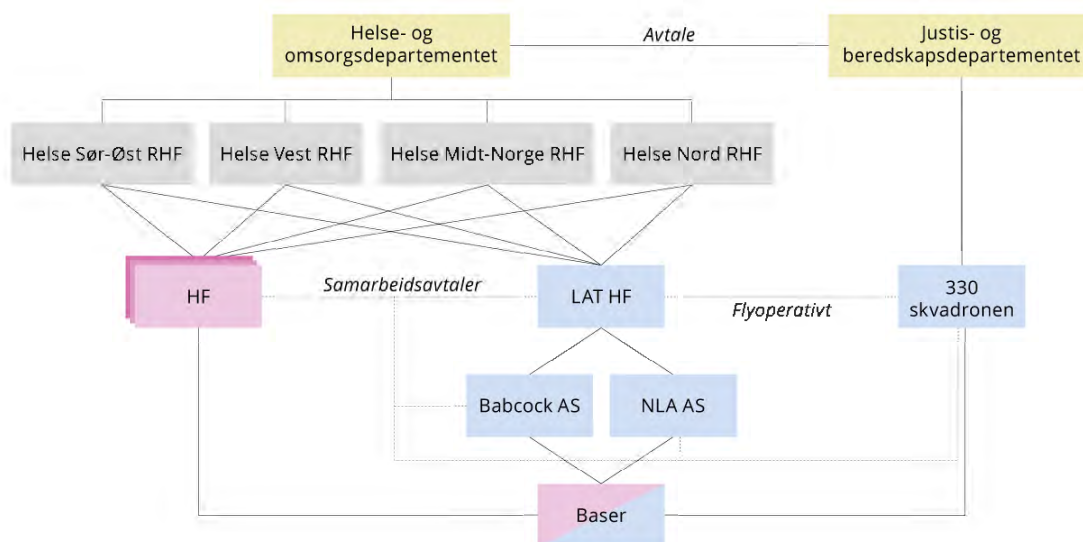 Helse- og
omsorgsdepartementet
Avtale
Justis- og
beredskapsdepartementet
Helse Sør-Øst RHF
Helse Vest RHF
Helse Midt-Norge RHF
Helse Nord RHF
HF
Samarbeidsavtaler
LAT HF
Flyoperativt
330
skvadronen
Babcock AS
NLA AS
Baser